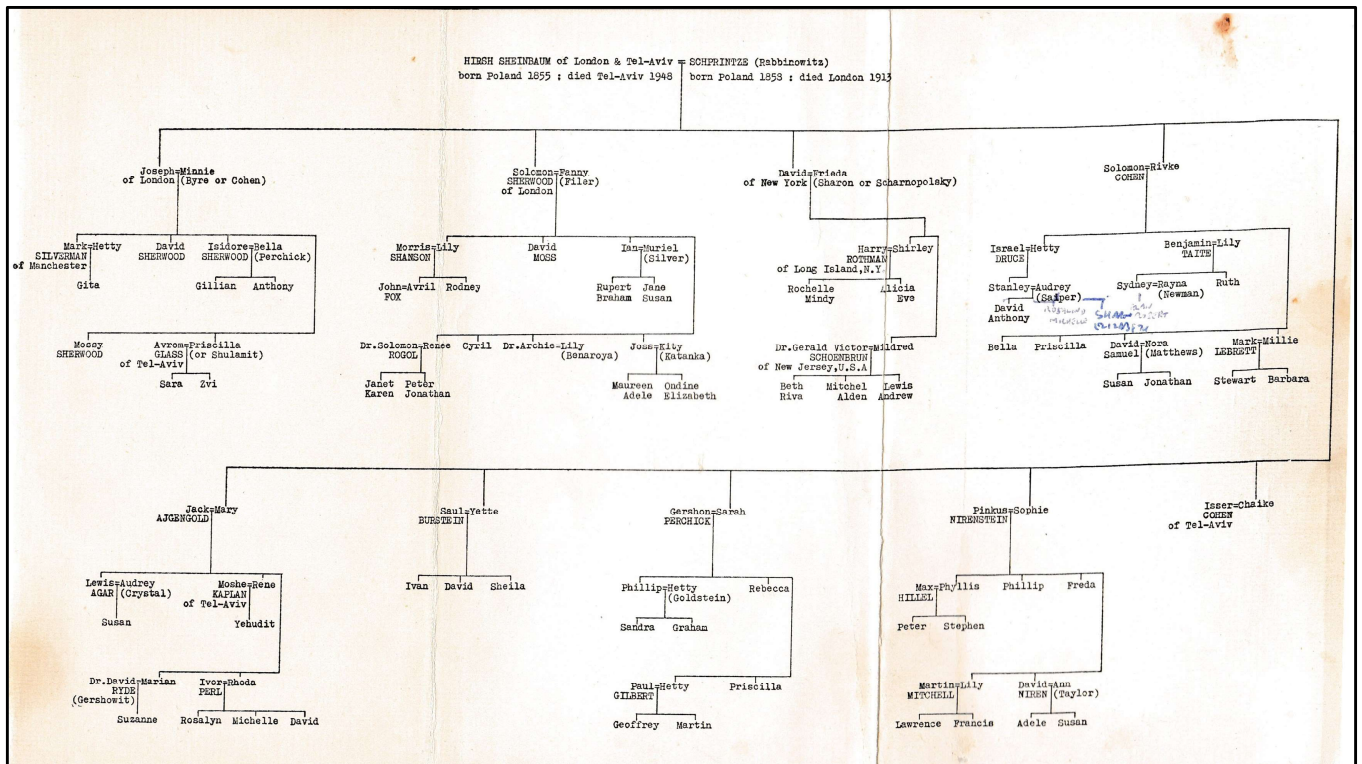 HIRSH SHEINBAUM of London & Tel-Aviv = SCHPRINTZE (Rabbinowitz)
born Poland 1855 ; died Tel-Aviv 1948 born Poland 1858 : died London 1913
Joseph=Minnie
of London (Byre or Cohen)
Solomon=Fanny
SHERWOOD (Filer)
of London
David=Frieda
of New York (Sharon or Scharnopolsky)
Solomon=Rivke
COHEN
Mark=Hetty
SILVERMAN
of Manchester
Gita
David
SHERWOOD
Isidore=Bella
SHERWOOD (Perchick)
Gillian Anthony
Morris=Lily
SHANSON
John=Avril Rodney
FOX
David
MOSS
Ian=Muriel
(Silver)
Rupert Jane
Braham Susan
Harry=Shirley
ROTHMAN
of Long Island, N.Y.
Rochelle Alicia
Mindy Eve
Israel=Hetty
DRUCE
Stanley=Audrey
(Salper)
David
Anthony
Benjamin=Lily
TAITE
Sydney=Rayna Ruth
(Newman)
Mossy
SHERWOOD
Avrom=Priscilla
GLASS (or Shulamit)
of Tel-Aviv
Sara Zvi
Dr.Solomon=Renee
ROGOL
Janet Peter
Karen Jonathan
Cyril
Dr.Archie=Lily
(Benaroya)
Joss=Kity
(Katanka)
Maureen Ondine
Adele Elizabeth
Dr.Gerald Victor=Mildred
SCHOENBRUN
of New Jersey,U.S.A
Beth Mitchel Lewis
Riva Alden Andrew
Bella Priscilla
David=Nora
Samuel (Matthews)
Susan Jonathan
Mark=Millie
LEBRETT
Stewart Barbara
Jack=Mary
AJGENGOLD
Saul=Yette
BURSTEIN
Gershon=Sarah
PERCHICK
Pinkus=Sophie
NIRENSTEIN
Isser=Chaike
COHEN
of Tel-Aviv
Lewis=Audrey
AGAR (Crystal)
Susan
Moshe=Rene
KAPLAN
of Tel-Aviv
Yehudit
Ivan David Sheila
Phillip=Hetty Rebecca
(Goldstein)
Sandra Graham
Max=Phyllis Phillip Freda
HILLEL
Peter Stephen
Dr.David=Marian
RYDE
(Gershowit)
Suzanne
Ivor=Rhoda
PERL
Rosalyn Michelle David
Paul=Hetty Priscilla
GILBERT
Geoffrey Martin
Martin=Lily
MITCHELL
Lawrence Francis
David=Ann
NIREN (Taylor)
Adele Susan